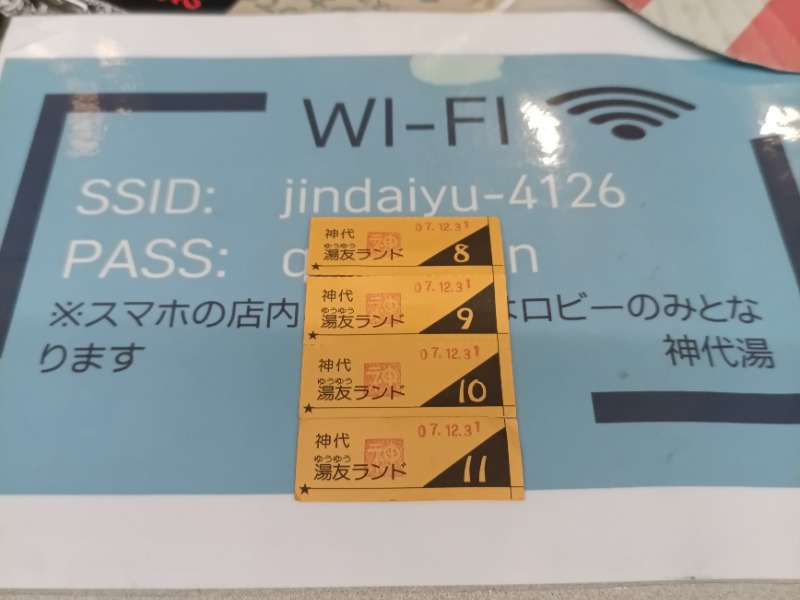 WI-FI
SSID: jindaiyu-4126
PASS:
※スマホの店内
はロビーのみとな
ります
神代湯
神代
07.12.31
ゆうゆう
湯友ランド
8
神代
07.12.31
ゆうゆう
湯友ランド
9
神代
07.12.31
ゆうゆう
湯友ランド
10
神代
07.12.31
ゆうゆう
湯友ランド
11